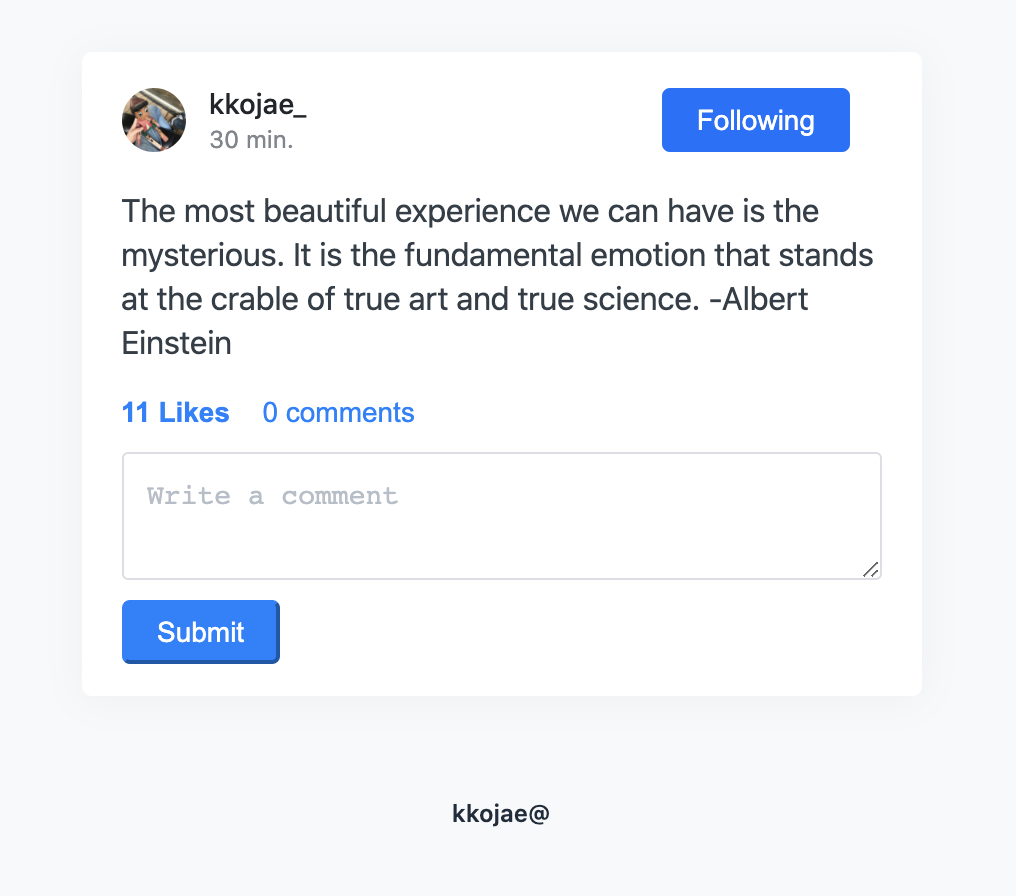 kkojae_
30 min.
Following
The most beautiful experience we can have is the
mysterious. It is the fundamental emotion that stands
at the crable of true art and true science. -Albert
Einstein
11 Likes 0 comments
Write a comment
Submit
kkojae@